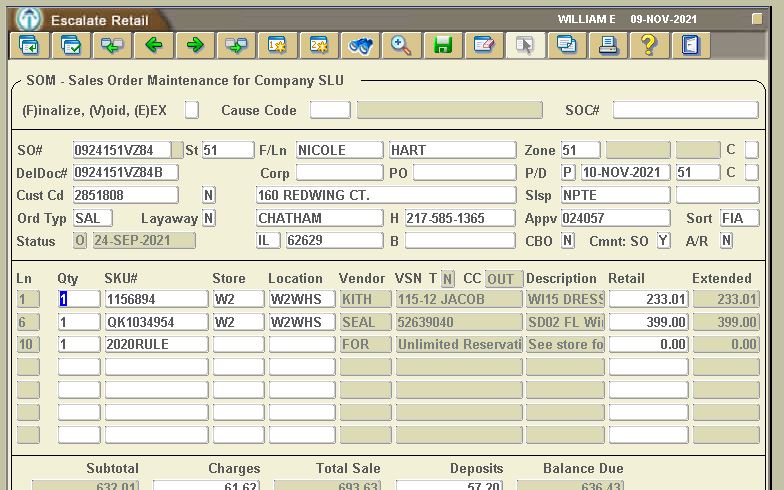 Escalate Retail WILLIAM E 09-NOV-2021
SOM - Sales Order Maintenance for Company SLU
(F)inalize, (V)oid, (E)EX Cause Code SOC#
SO# 0924151VZ84 St 51 F/Ln NICOLE HART Zone 51 C
DelDoc# 0924151VZ84B Corp PO P/D P 10-NOV-2021 51 C
Cust Cd 2851808 N 160 REDWING CT. Slsp NPTE
Ord Typ SAL Layaway N CHATHAM H 217-585-1365 Appv 024057 Sort FIA
Status O 24-SEP-2021 IL 62629 B CBO N Cmnt: SO Y A/R N
Ln Qty SKU# Store Location Vendor VSN T N CC OUT Description Retail Extended
1 1 1156894 W2 W2WHS KITH 115-12 JACOB WI15 DRESS 233.01 233.01
6 1 QK1034954 W2 W2WHS SEAL 52639040 SD02 FL Wi 399.00 399.00
10 1 2020RULE FOR Unlimited Reservati See store fo 0.00 0.00
Subtotal Charges Total Sale Deposits Balance Due
632.01 61.62 693.63 57.20 636.43